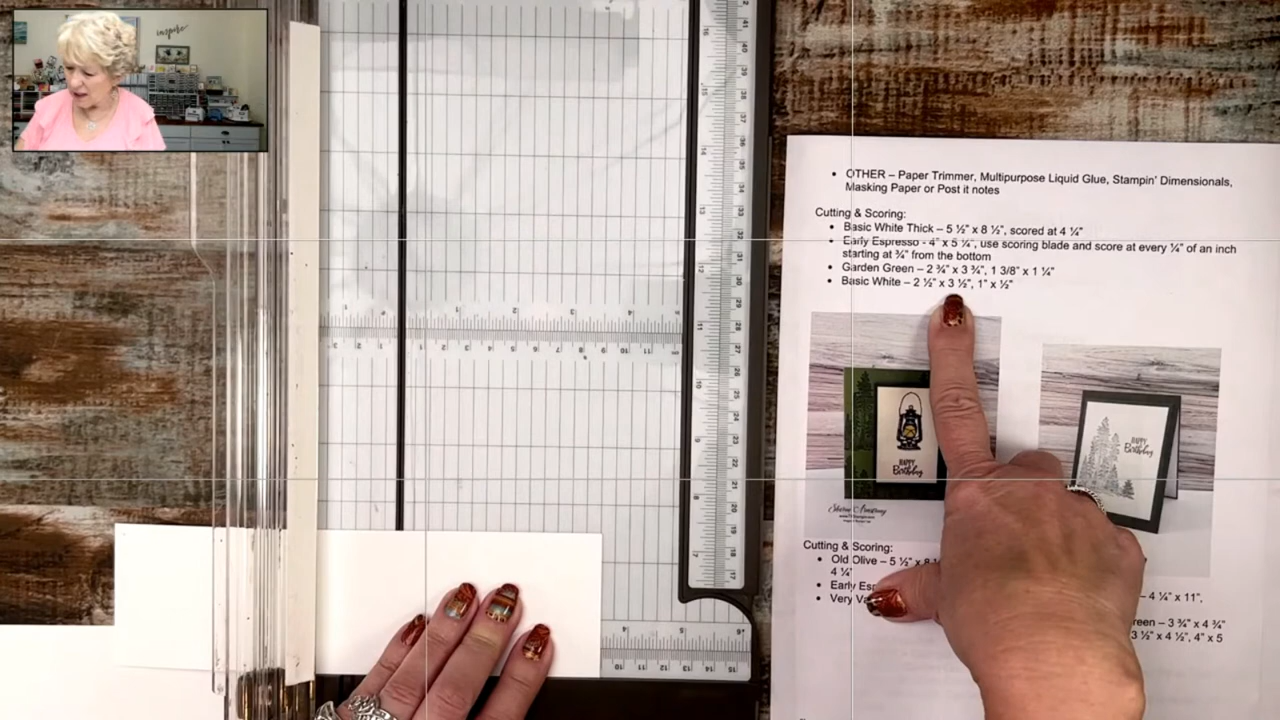 inspire
• OTHER – Paper Trimmer, Multipurpose Liquid Glue, Stampin' Dimensionals,
Masking Paper or Post it notes
Cutting & Scoring:
• Basic White Thick – 5 ½" x 8 ½", scored at 4 ¼"
• Early Espresso - 4" x 5 ¼", use scoring blade and score at every ¼" of an inch
starting at ¾" from the bottom
• Garden Green – 2 ¾" x 3 ¾", 1 3/8" x 1 ¼"
• Basic White – 2 ½" x 3 ½", 1" x ½"
HAPPY
Birthday
HAPPY
Birthday
Cutting & Scoring:
• Old Olive – 5 ½" x 8
4 ¼"
• Early
• Very
– 4 ¼" x 11",
– 3 ¾" x 4 ¾"
3 ½" x 4 ½", 4" x 5